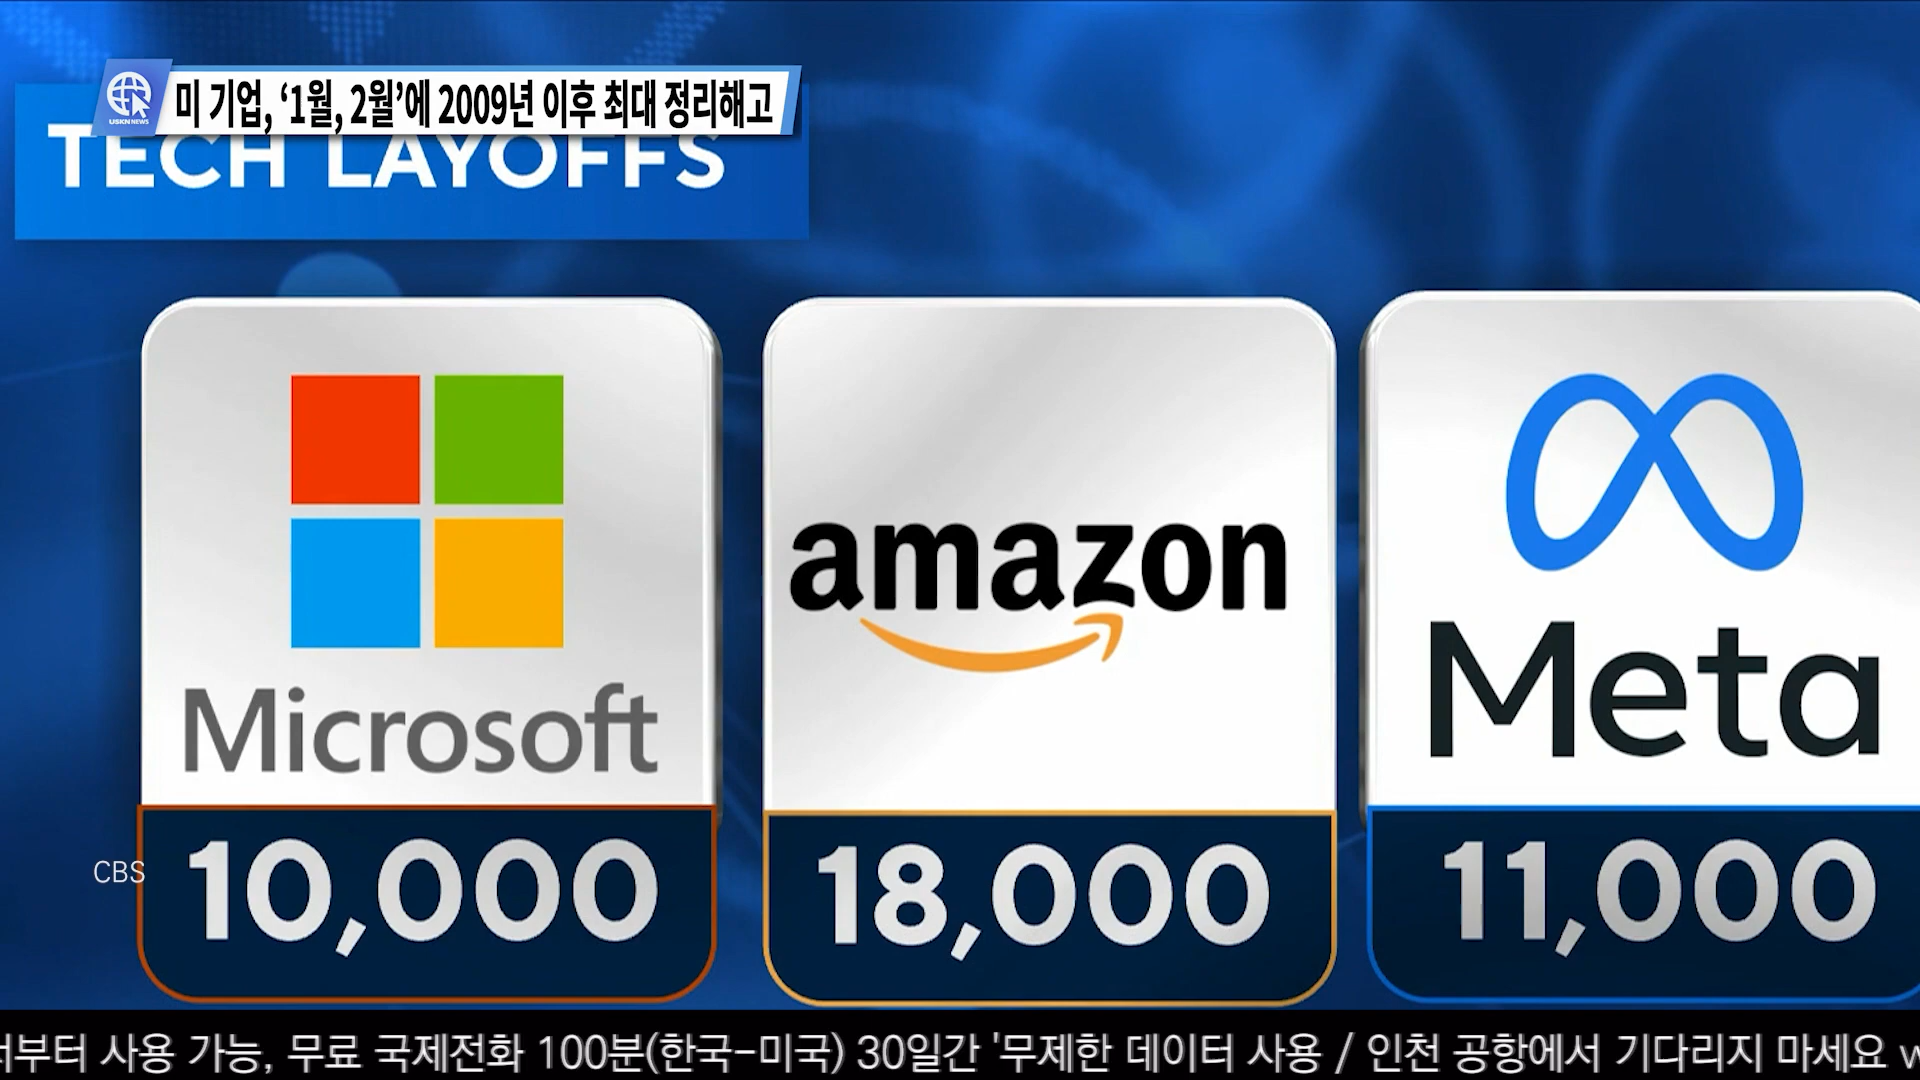 미 기업, ‘1월, 2월’에 2009년 이후 최대 정리해고
USKN NEWS
TECH LAYOFFS
Microsoft
amazon
Meta
10,000
18,000
11,000
CBS
사용 가능, 무료 국제전화 100분(한국-미국) 30일간 '무제한 데이터 사용 / 인천 공항에서 기다리지 마세요